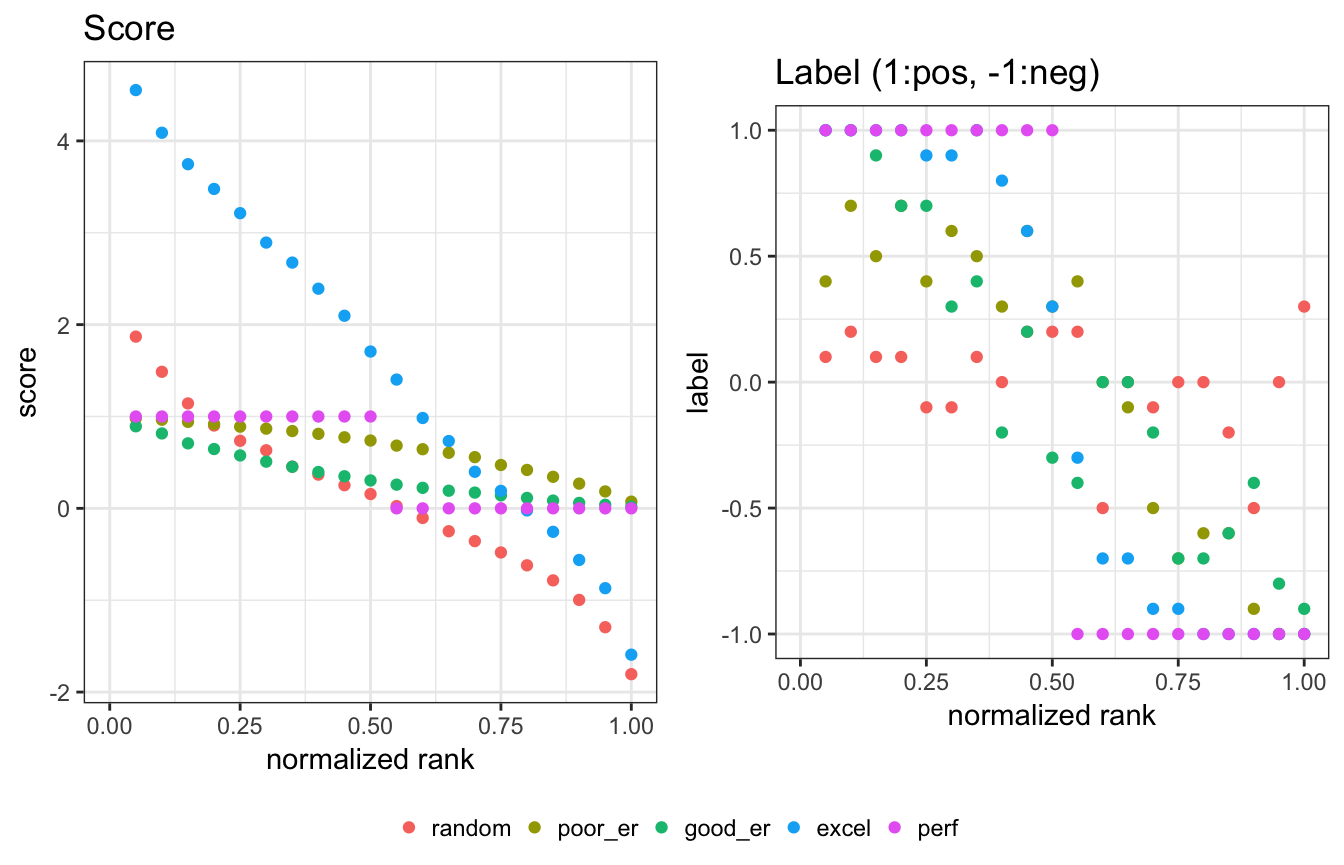 Score
score
4
2
0
-2
0.00 0.25 0.50 0.75 1.00
normalized rank
Label (1:pos, -1:neg)
label
1.0
0.5
0.0
-0.5
-1.0
0.00 0.25 0.50 0.75 1.00
normalized rank
random poor_er good_er excel perf